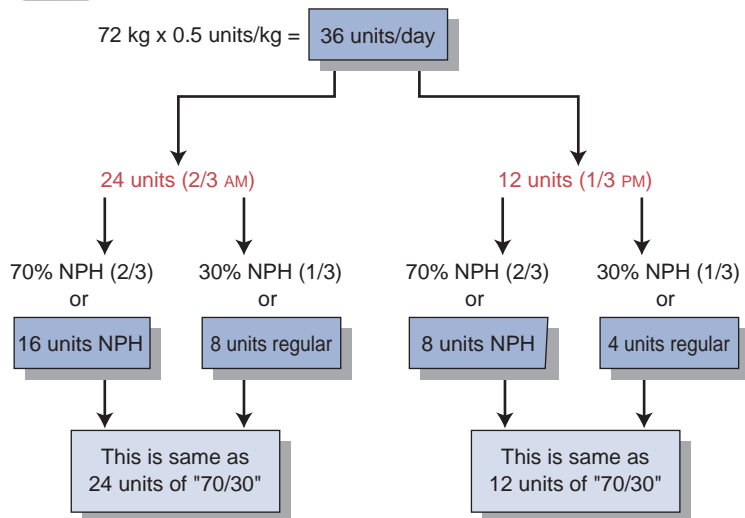 72 kg x 0.5 units/kg = 36 units/day
24 units (2/3 AM)
12 units (1/3 PM)
70% NPH (2/3)
or
16 units NPH
30% NPH (1/3)
or
8 units regular
70% NPH (2/3)
or
8 units NPH
30% NPH (1/3)
or
4 units regular
This is same as
24 units of "70/30"
This is same as
12 units of "70/30"